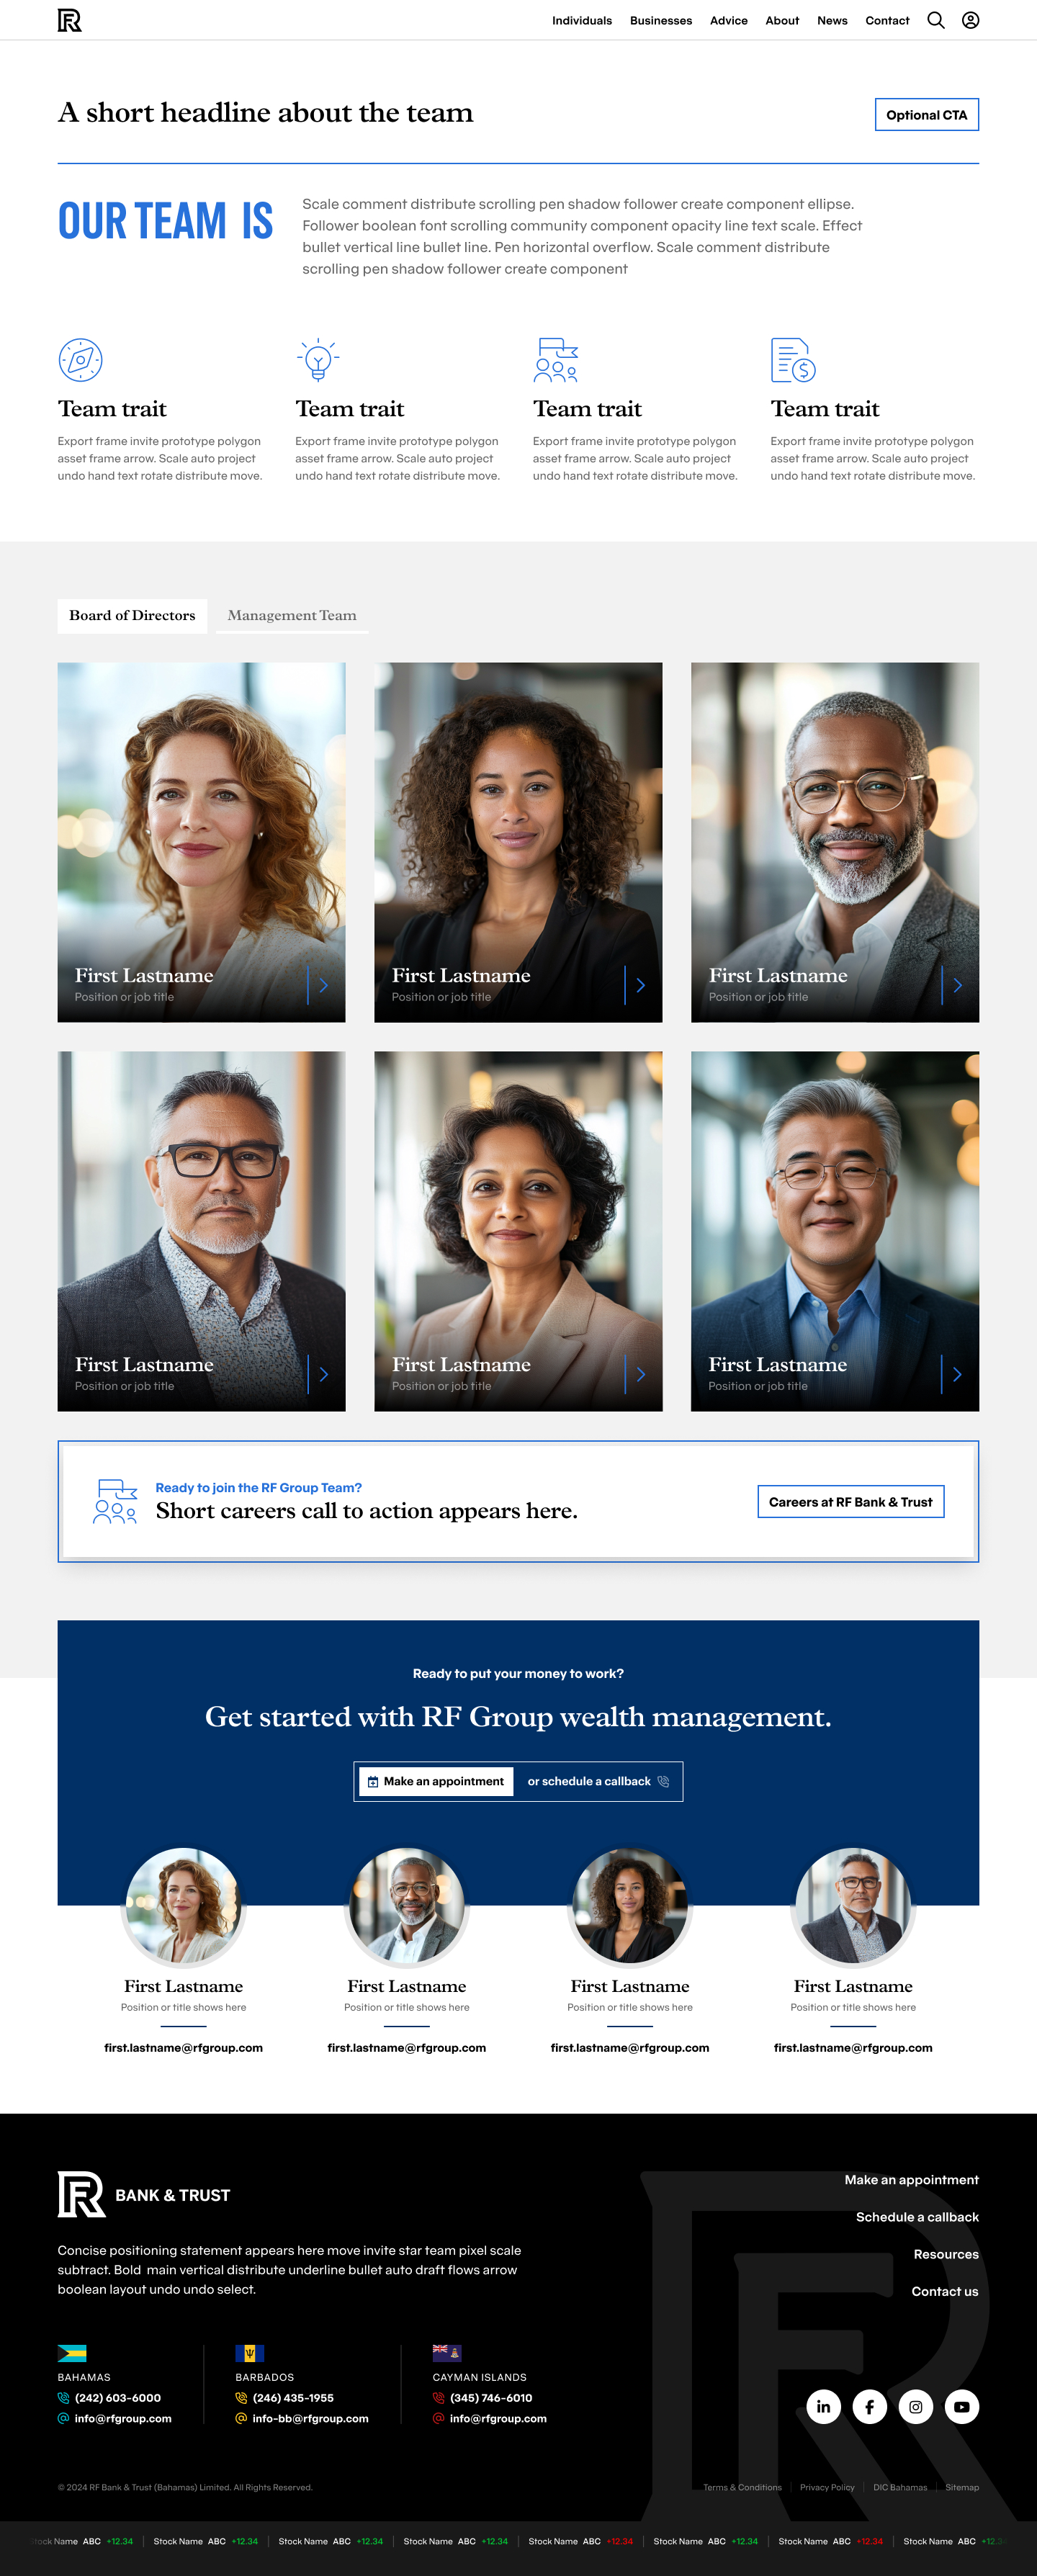 R
Individuals Businesses Advice About News Contact
A short headline about the team
Optional CTA
OUR TEAM IS
Scale comment distribute scrolling pen shadow follower create component ellipse.
Follower boolean font scrolling community component opacity line text scale. Effect
bullet vertical line bullet line. Pen horizontal overflow. Scale comment distribute
scrolling pen shadow follower create component
Team trait
Export frame invite prototype polygon
asset frame arrow. Scale auto project
undo hand text rotate distribute move.
Team trait
Export frame invite prototype polygon
asset frame arrow. Scale auto project
undo hand text rotate distribute move.
Team trait
Export frame invite prototype polygon
asset frame arrow. Scale auto project
undo hand text rotate distribute move.
Team trait
Export frame invite prototype polygon
asset frame arrow. Scale auto project
undo hand text rotate distribute move.
Board of Directors
Management Team
First Lastname
Position or job title
First Lastname
Position or job title
First Lastname
Position or job title
First Lastname
Position or job title
First Lastname
Position or job title
First Lastname
Position or job title
Ready to join the RF Group Team?
Short careers call to action appears here.
Careers at RF Bank & Trust
Ready to put your money to work?
Get started with RF Group wealth management.
Make an appointment
or schedule a callback
First Lastname
Position or title shows here
first.lastname@rfgroup.com
First Lastname
Position or title shows here
first.lastname@rfgroup.com
First Lastname
Position or title shows here
first.lastname@rfgroup.com
First Lastname
Position or title shows here
first.lastname@rfgroup.com
R BANK & TRUST
Concise positioning statement appears here move invite star team pixel scale
subtract. Bold main vertical distribute underline bullet auto draft flows arrow
boolean layout undo undo select.
Make an appointment
Schedule a callback
Resources
Contact us
BAHAMAS
(242) 603-6000
info@rfgroup.com
BARBADOS
(246) 435-1955
info-bb@rfgroup.com
CAYMAN ISLANDS
(345) 746-6010
info@rfgroup.com
in
© 2024 RF Bank & Trust (Bahamas) Limited. All Rights Reserved.
Terms & Conditions Privacy Policy DIC Bahamas Sitemap
Stock Name ABC +12.34 Stock Name ABC +12.34 Stock Name ABC +12.34 Stock Name ABC +12.34 Stock Name ABC +12.34 Stock Name ABC +12.34 Stock Name ABC +12.34 Stock Name ABC +12.34